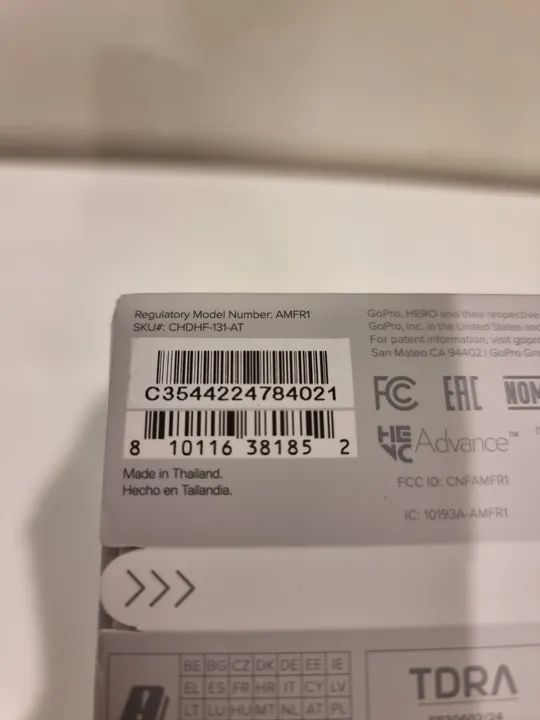 Regulatory Model Number: AMFR1
SKU#: CHDHF-131-AT
C3544224784021
8 10116 38185 2
Made in Thailand.
Hecho en Tailandia.
GoPro, HERO and their respective
GoPro, Inc. in the United States and
For patent information, visit
San Mateo CA 94402 | GoPro
FC EAC NOM
HEVC Advance™
FCC ID: CNFAMFR1
IC: 10193A-AMFR1
BE BG CZ DK DE EE IE
EL ES FR HR IT CY LV
LT LU HU MT NL AT PL
TDRA